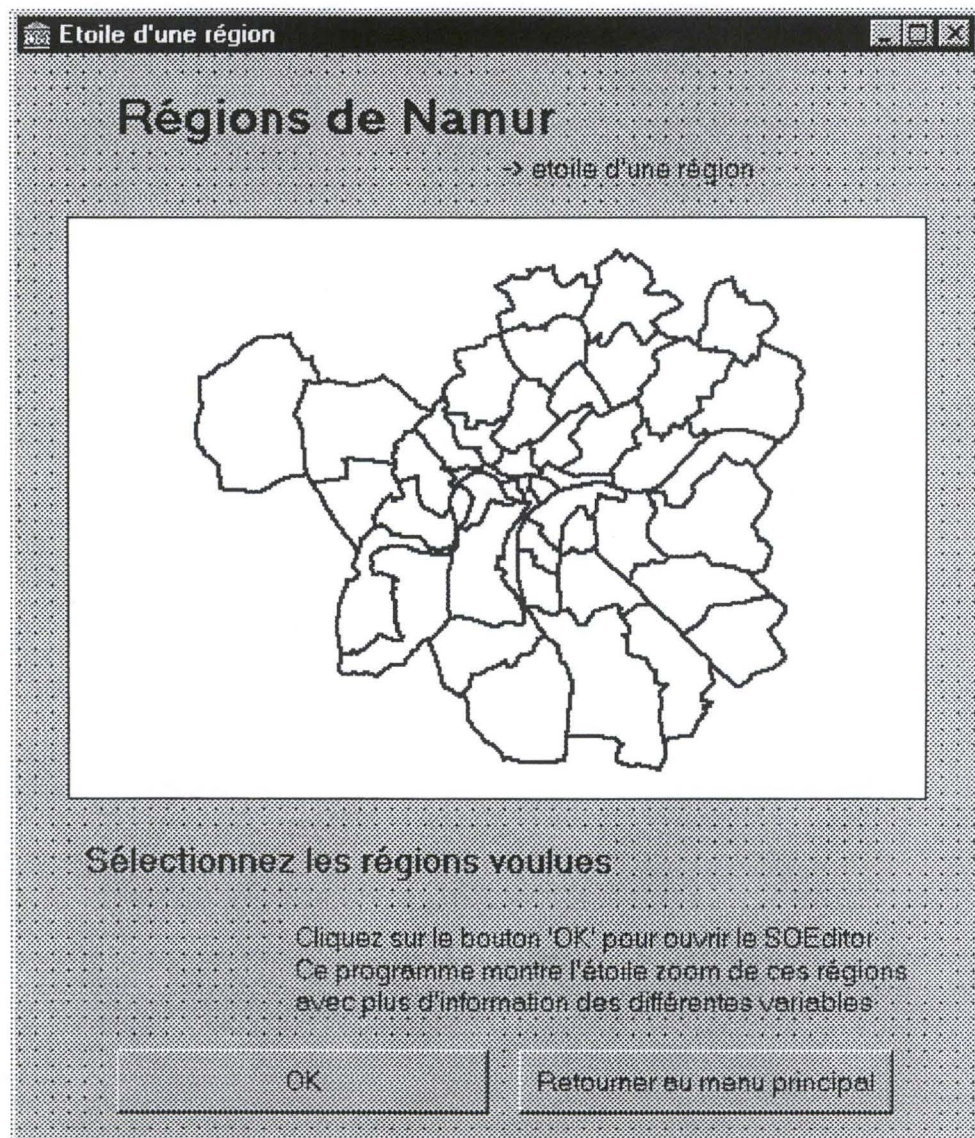 Etoile d'une région
Régions de Namur
-> etoile d'une région
Sélectionnez les régions voulues
Cliquez sur le bouton 'OK' pour ouvrir le SOEditor
Ce programme montre l'étoile zoom de ces régions
avec plus d'information des différentes variables
OK
Retourner au menu principal